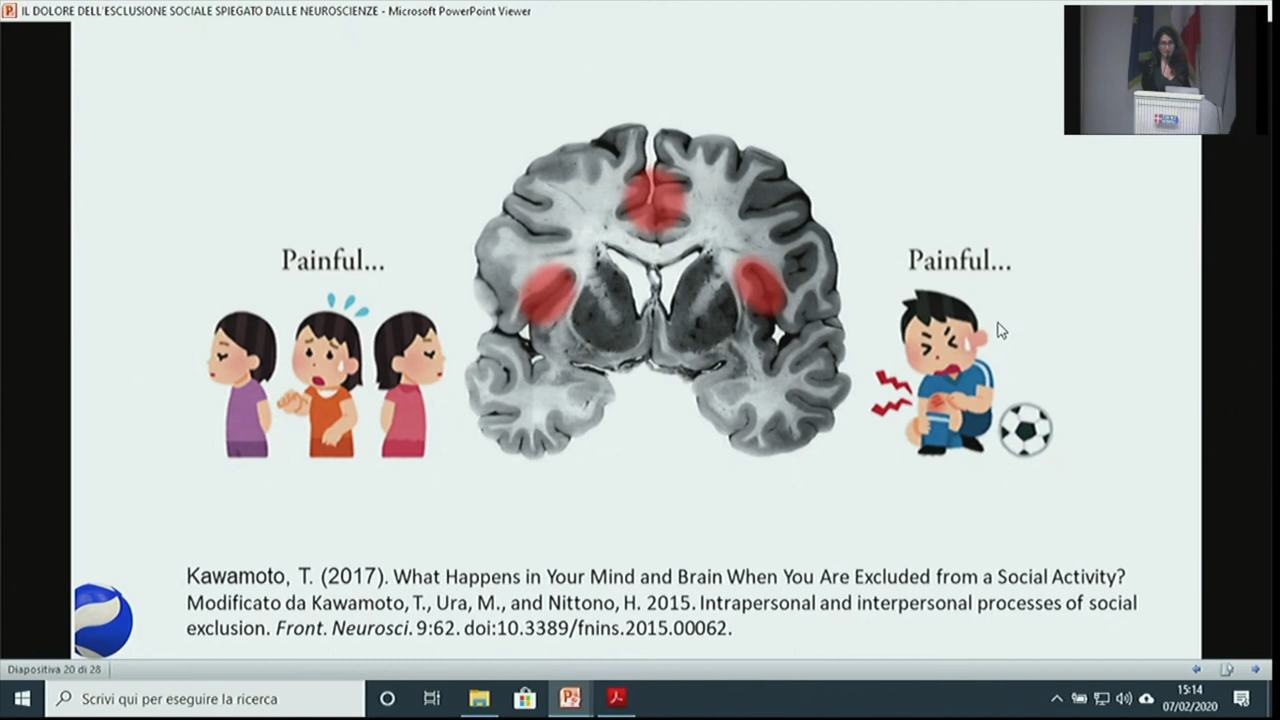 IL DOLORE DELL'ESCLUSIONE SOCIALE SPIEGATO DALLE NEUROSCIENZE - Microsoft PowerPoint Viewer
Painful...
Painful...
Kawamoto, T. (2017). What Happens in Your Mind and Brain When You Are Excluded from a Social Activity?
Modificato da Kawamoto, T., Ura, M., and Nittono, H. 2015. Intrapersonal and interpersonal processes of social
exclusion. Front. Neurosci. 9:62. doi:10.3389/fnins.2015.00062.
Diapositiva 20 di 28
Scrivi qui per eseguire la ricerca
15:14
07/02/2020